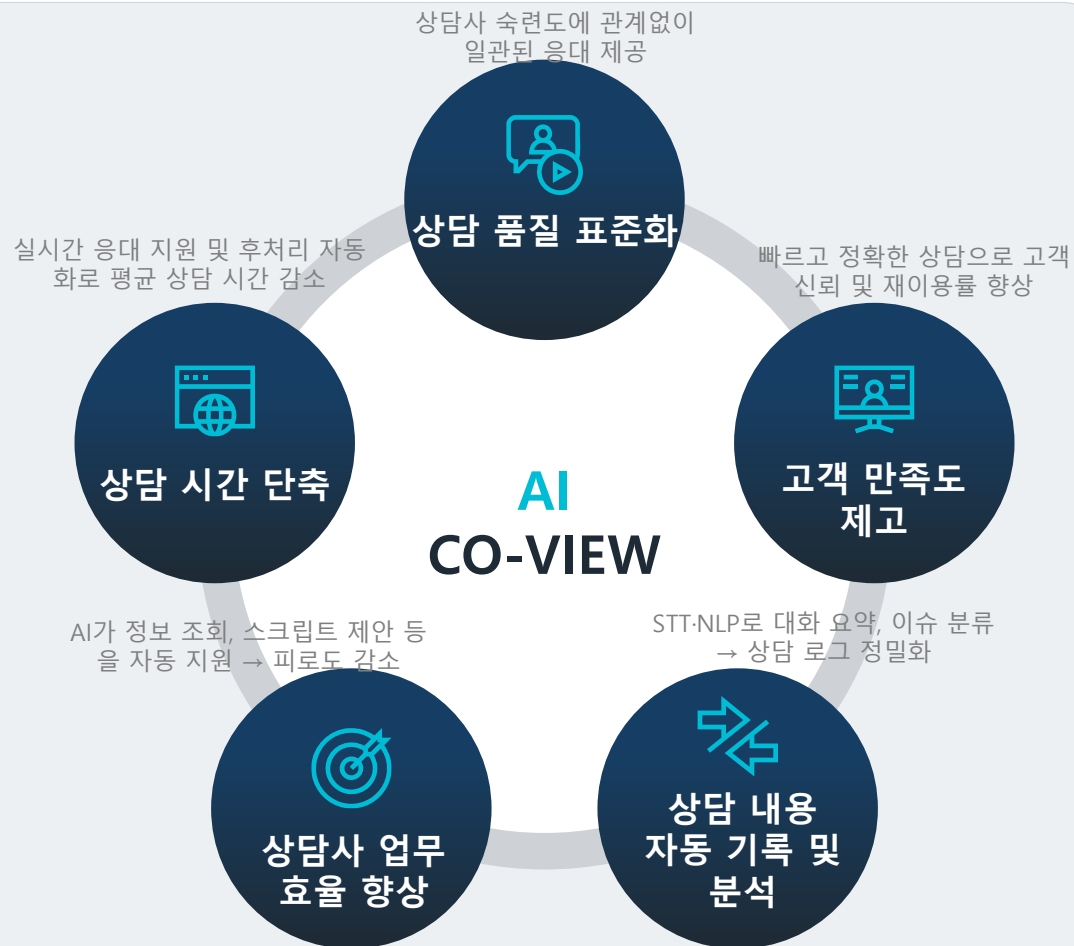 상담사 숙련도에 관계없이
일관된 응대 제공
상담 품질 표준화
실시간 응대 지원 및 후처리 자동
화로 평균 상담 시간 감소
상담 시간 단축
빠르고 정확한 상담으로 고객
신뢰 및 재이용률 향상
고객 만족도
제고
AI
CO-VIEW
AI가 정보 조회, 스크립트 제안 등
을 자동 지원 → 피로도 감소
상담사 업무
효율 향상
STT·NLP로 대화 요약, 이슈 분류
→ 상담 로그 정밀화
상담 내용
자동 기록 및
분석